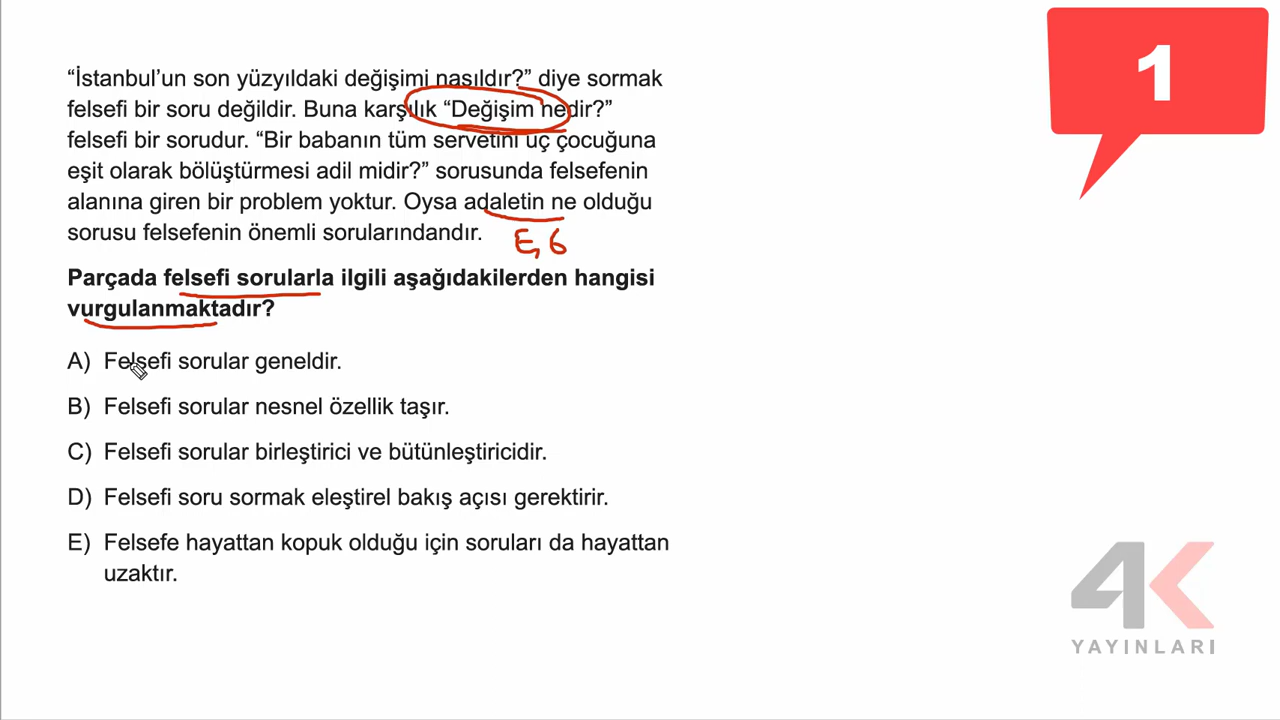 1
“İstanbul’un son yüzyıldaki değişimi nasıldır?” diye sormak
felsefi bir soru değildir. Buna karşılık “Değişim nedir?”
felsefi bir sorudur. “Bir babanın tüm servetini üç çocuğuna
eşit olarak bölüştürmesi adil midir?” sorusunda felsefenin
alanına giren bir problem yoktur. Oysa adaletin ne olduğu
sorusu felsefenin önemli sorularındandır.
Parçada felsefi sorularla ilgili aşağıdakilerden hangisi
vurgulanmaktadır?
A) Felsefi sorular geneldir.
B) Felsefi sorular nesnel özellik taşır.
C) Felsefi sorular birleştirici ve bütünleştiricidir.
D) Felsefi soru sormak eleştirel bakış açısı gerektirir.
E) Felsefe hayattan kopuk olduğu için soruları da hayattan
uzaktır.
4K
YAYINLARI